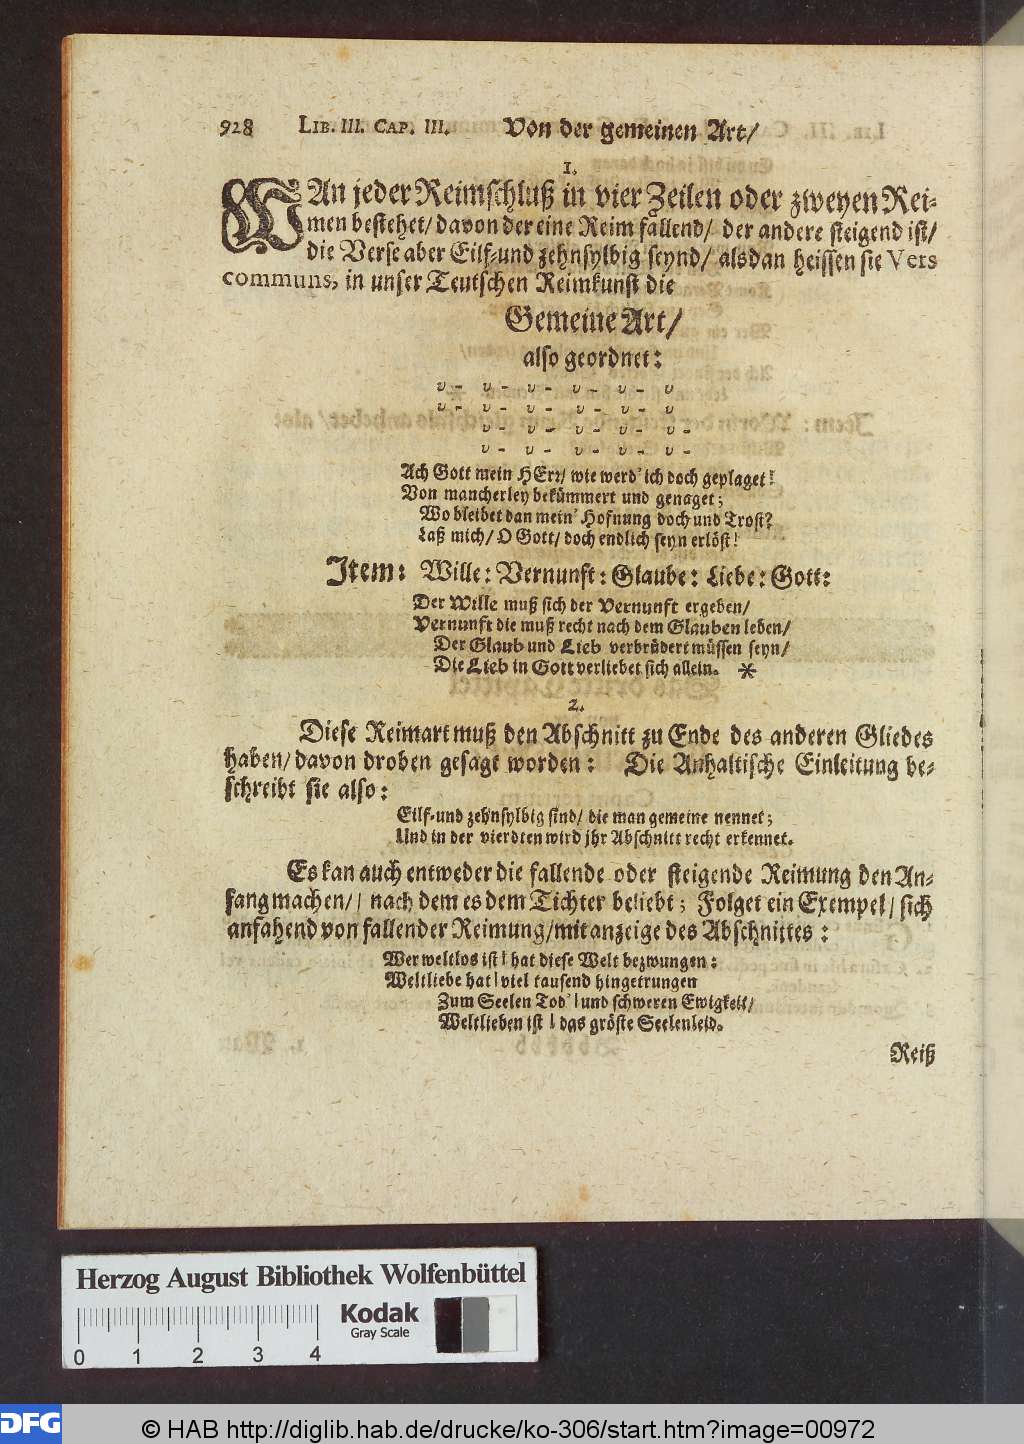 928 LIB. III. CAP. III. Von der gemeinen Art/
1.
WAn jeder Reimschluß in vier Zeilen oder zweyen Rei-
men bestehet/ davon der eine Reim fallend/ der andere steigend ist/
die Verse aber Eilf-und zehnsylbig seynd/ alsdan heissen sie Vers
communs, in unser Teutschen Reimkunst die
Gemeine Art/
also geordnet:
υ - υ - υ - υ - υ - υ
υ - υ - υ - υ - υ - υ
υ - υ - υ - υ - υ -
υ - υ - υ - υ - υ -
Ach Gott mein HErr/ wie werd' ich doch geplaget!
Von mancherley bekümmert und genaget;
Wo bleibet dan mein' Hofnung doch und Trost?
Laß mich/ O Gott/ doch endlich seyn erlöst!
Item: Wille: Vernunft: Glaube: Liebe: Gott:
Der Wille muß sich der Vernunft ergeben/
Vernunft die muß recht nach dem Glauben leben/
Der Glaub und Lieb verbrüdert müssen seyn/
Die Lieb in Gott verliebet sich allein. *
2.
Diese Reimart muß den Abschnitt zu Ende des anderen Gliedes
haben/ davon droben gesagt worden: Die Anhaltische Einleitung be-
schreibt sie also:
Eilf-und zehnsylbig sind/ die man gemeine nennet;
Und in der vierdten wird jhr Abschnitt recht erkennet.
Es kan auch entweder die fallende oder steigende Reimung den An-
fang machen/ nach dem es dem Tichter beliebt; Folget ein Exempel/ sich
anfahend von fallender Reimung/ mit anzeige des Abschnittes:
Wer weltlos ist | hat diese Welt bezwungen:
Weltliebe hat | viel tausend hingetrungen
Zum Seelen Tod' | und schweren Ewigkeit/
Weltlieben ist | das gröste Seelenleid.
Reiß
Herzog August Bibliothek Wolfenbüttel
0 1 2 3 4
Kodak
Gray Scale
DFG
© HAB http://diglib.hab.de/drucke/ko-306/start.htm?image=00972